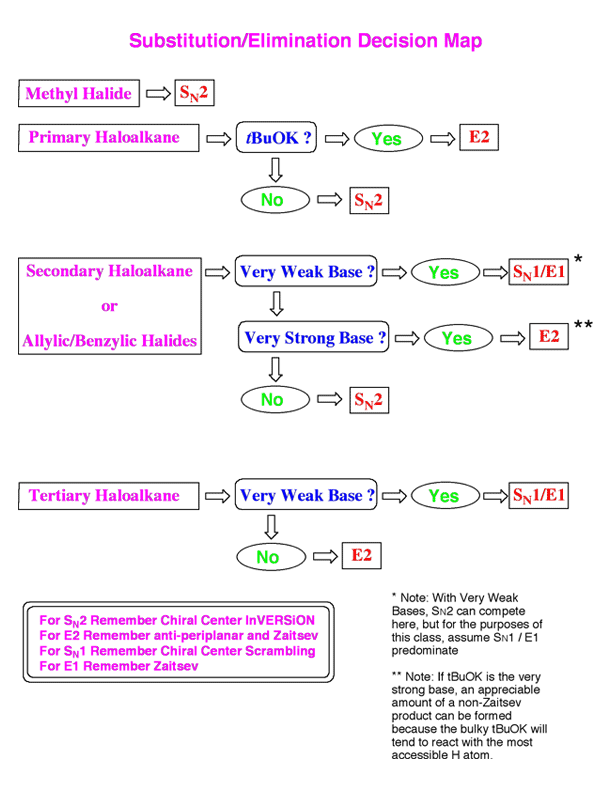 Substitution/Elimination Decision Map
Methyl Halide
SN2
Primary Haloalkane
tBuOK ?
Yes
E2
No
SN2
Secondary Haloalkane
or
Allylic/Benzylic Halides
Very Weak Base ?
Yes
SN1/E1
*
Very Strong Base ?
Yes
E2
**
No
SN2
Tertiary Haloalkane
Very Weak Base ?
Yes
SN1/E1
No
E2
For SN2 Remember Chiral Center InVERSiON
For E2 Remember anti-periplanar and Zaitsev
For SN1 Remember Chiral Center Scrambling
For E1 Remember Zaitsev
* Note: With Very Weak
Bases, SN2 can compete
here, but for the purposes of
this class, assume SN1 / E1
predominate
** Note: If tBuOK is the very
strong base, an appreciable
amount of a non-Zaitsev
product can be formed
because the bulky tBuOK will
tend to react with the most
accessible H atom.